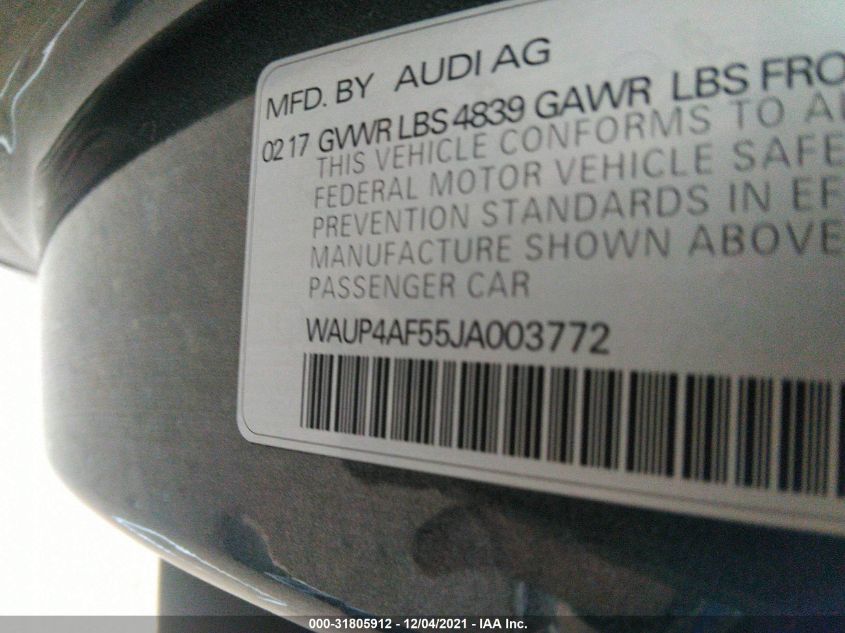 MFD. BY AUDI AG
02 17 GVWR LBS 4839 GAWR LBS FRO
THIS VEHICLE CONFORMS TO A
FEDERAL MOTOR VEHICLE SAFE
PREVENTION STANDARDS IN EF
MANUFACTURE SHOWN ABOVE
PASSENGER CAR
WAUP4AF55JA003772
000-31805912 - 12/04/2021 - IAA Inc.